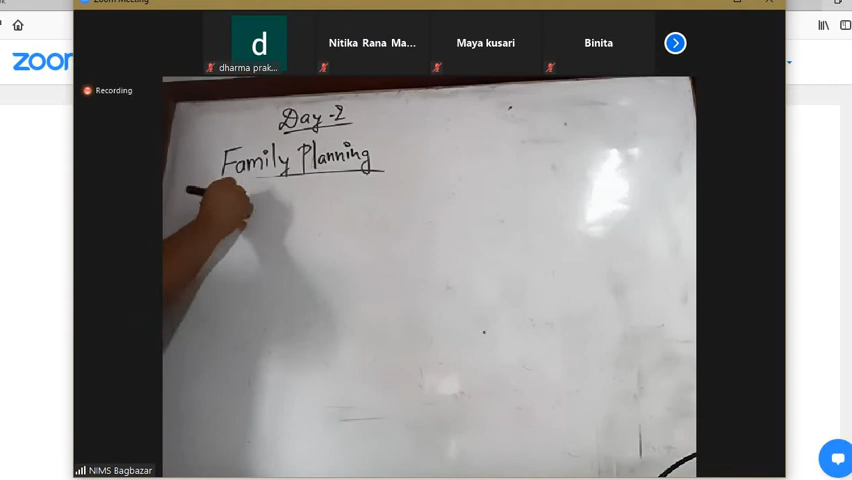 Zoom Meeting
zoom
d
dharma prak...
Nitika Rana Ma...
Maya kusari
Binita
Recording
Day-2
Family Planning
NIMS Bagbazar